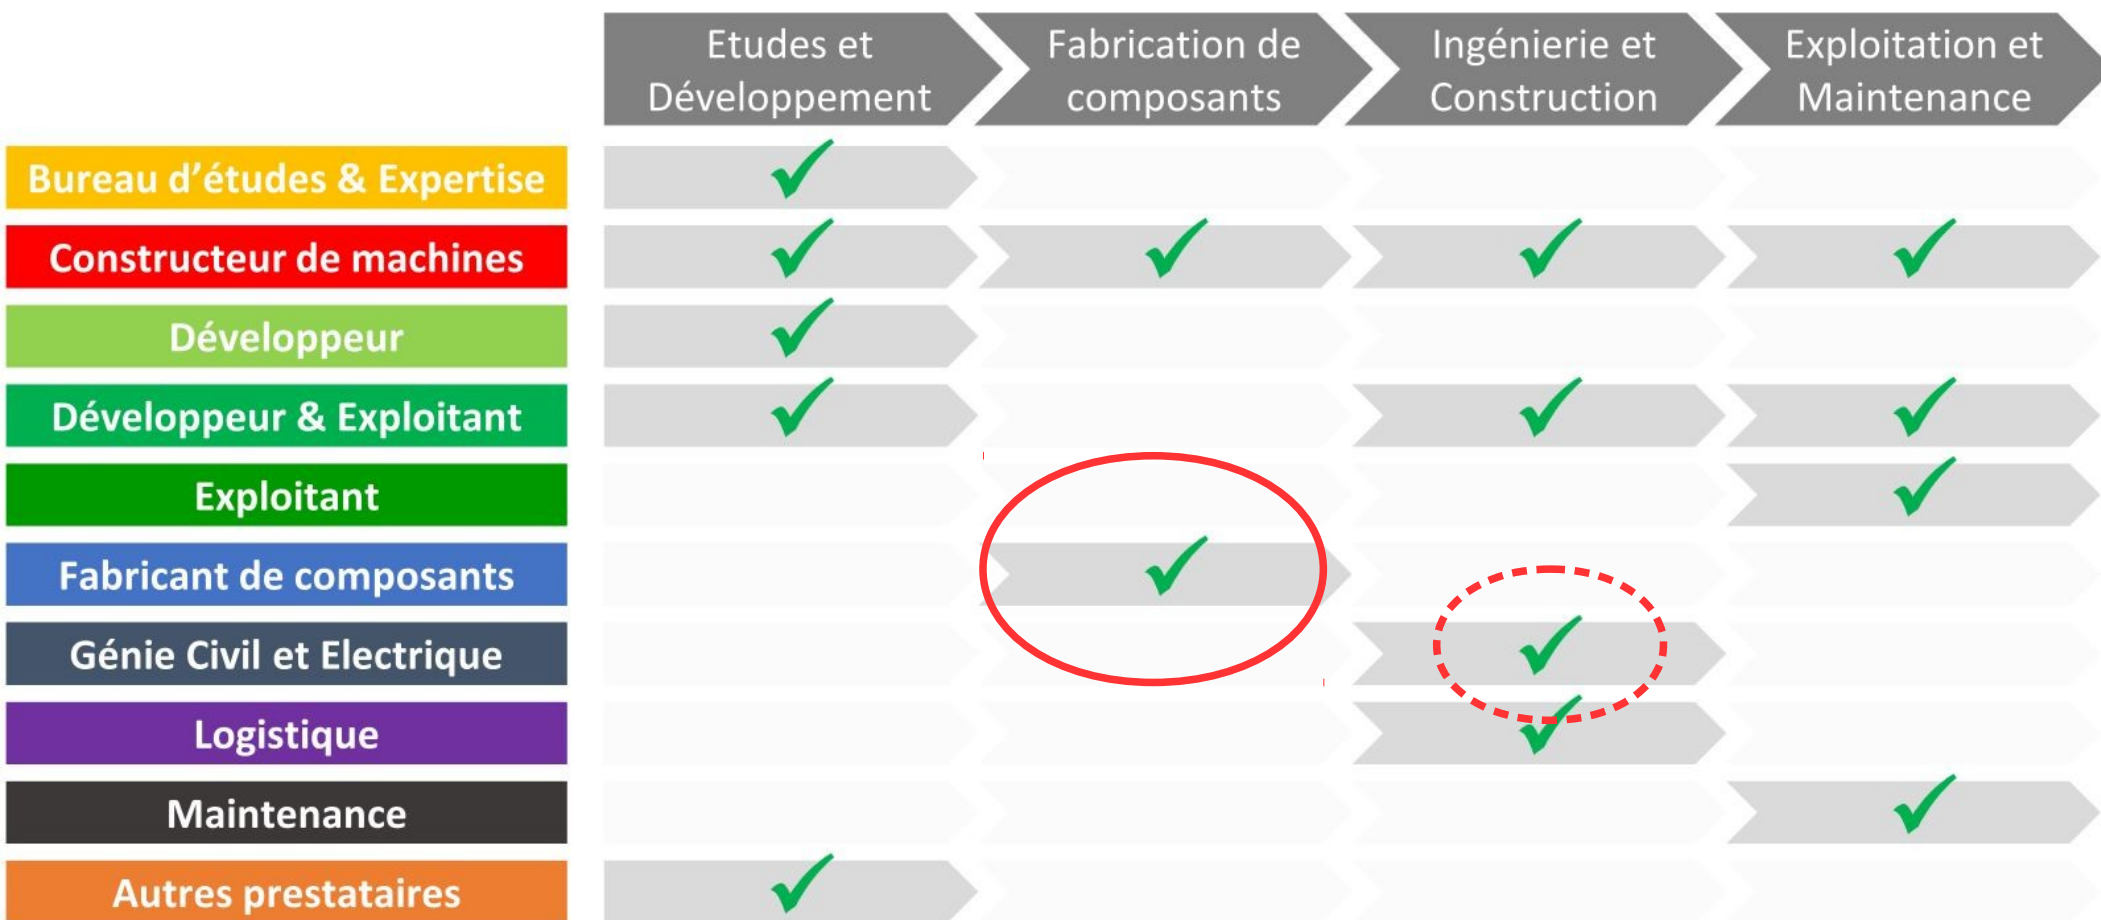 Etudes et
Développement
Fabrication de
composants
Ingénierie et
Construction
Exploitation et
Maintenance
Bureau d'études & Expertise
Constructeur de machines
Développeur
Développeur & Exploitant
Exploitant
Fabricant de composants
Génie Civil et Electrique
Logistique
Maintenance
Autres prestataires